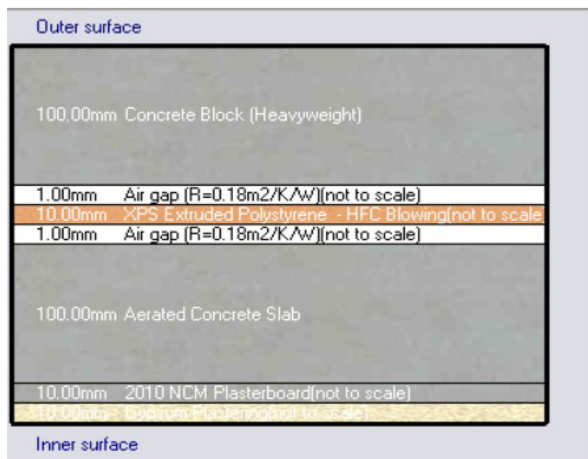 Outer surface
100.00mm Concrete Block (Heavyweight)
1.00mm Air gap (R=0.18m2/K/W)(not to scale)
10.00mm XPS Extruded Polystyrene - HFC Blowing(not to scale
1.00mm Air gap (R=0.18m2/K/W)(not to scale)
100.00mm Aerated Concrete Slab
10.00mm 2010 NCM Plasterboard(not to scale)
10.00mm Gypsum Plastering(not to scale)
Inner surface